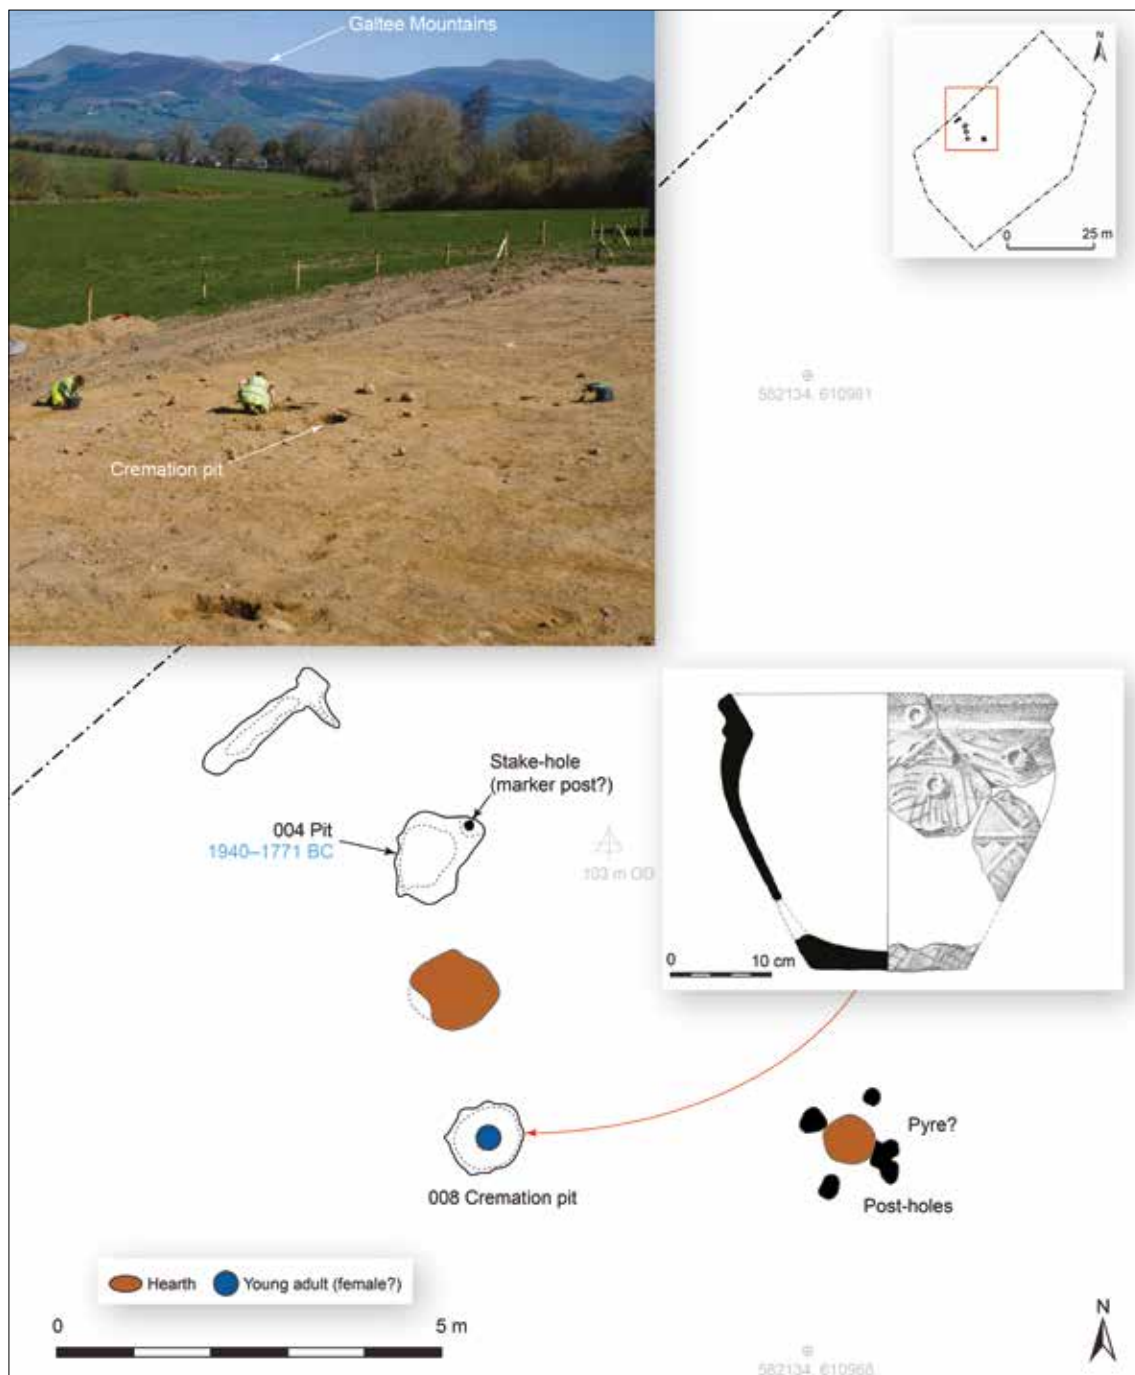 Galtee Mountains
Cremation pit
N
0 25 m
582134, 610981
Stake-hole
(marker post?)
004 Pit
1940–1771 BC
103 m OD
0 10 cm
008 Cremation pit
Pyre?
Post-holes
Hearth Young adult (female?)
0 5 m
N
582134, 610968